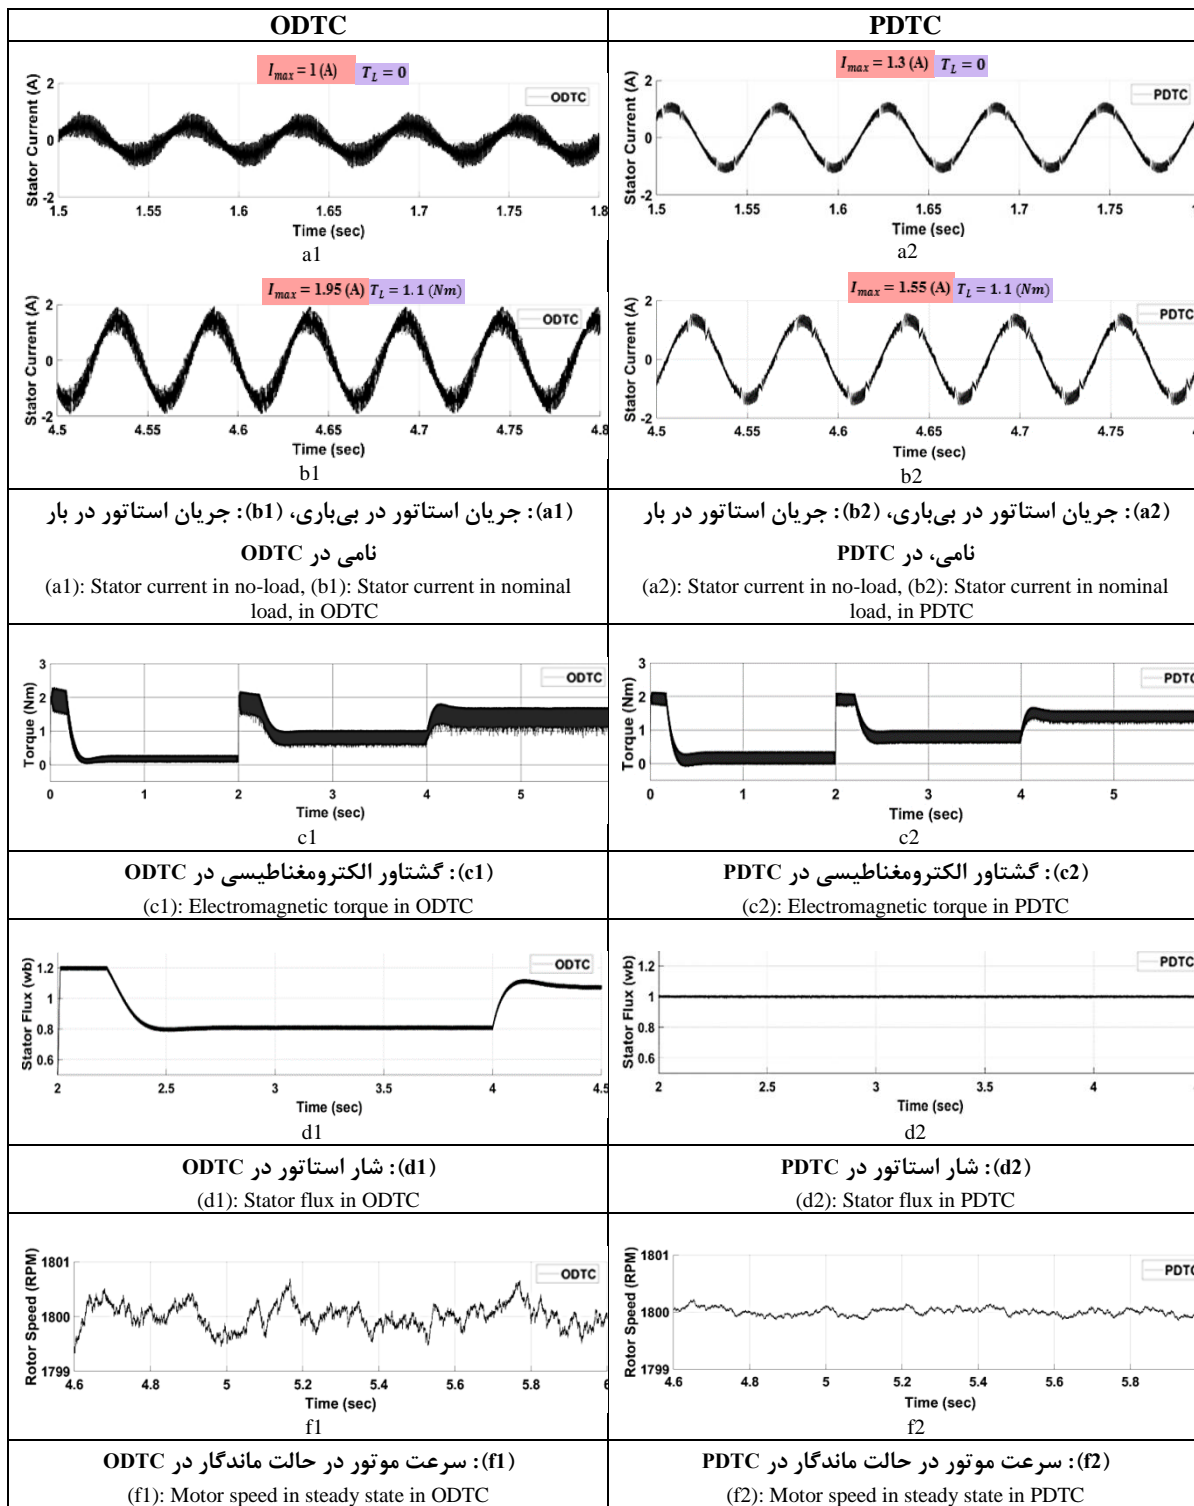 ODTC
PDTC
I_max = 1 (A) T_L = 0
2
0
-2
Stator Current (A)
ODTC
1.5 1.55 1.6 1.65 1.7 1.75 1.8
Time (sec)
a1
I_max = 1.3 (A) T_L = 0
2
0
-2
Stator Current (A)
PDTC
1.5 1.55 1.6 1.65 1.7 1.75
Time (sec)
a2
I_max = 1.95 (A) T_L = 1.1 (Nm)
2
0
-2
Stator Current (A)
ODTC
4.5 4.55 4.6 4.65 4.7 4.75 4.8
Time (sec)
b1
I_max = 1.55 (A) T_L = 1.1 (Nm)
2
0
-2
Stator Current (A)
PDTC
4.5 4.55 4.6 4.65 4.7 4.75
Time (sec)
b2
(a1): جریان استاتور در بی‌باری، (b1): جریان استاتور در بار
نامی در ODTC
(a1): Stator current in no-load, (b1): Stator current in nominal
load, in ODTC
(a2): جریان استاتور در بی‌باری، (b2): جریان استاتور در بار
نامی، در PDTC
(a2): Stator current in no-load, (b2): Stator current in nominal
load, in PDTC
3
2
1
0
Torque (Nm)
ODTC
0 1 2 3 4 5
Time (sec)
c1
3
2
1
0
Torque (Nm)
PDTC
0 1 2 3 4 5
Time (sec)
c2
(c1): گشتاور الکترومغناطیسی در ODTC
(c1): Electromagnetic torque in ODTC
(c2): گشتاور الکترومغناطیسی در PDTC
(c2): Electromagnetic torque in PDTC
1.2
1
0.8
0.6
Stator Flux (wb)
ODTC
2 2.5 3 3.5 4 4.5
Time (sec)
d1
1.2
1
0.8
0.6
Stator Flux (wb)
PDTC
2 2.5 3 3.5 4
Time (sec)
d2
(d1): شار استاتور در ODTC
(d1): Stator flux in ODTC
(d2): شار استاتور در PDTC
(d2): Stator flux in PDTC
1801
1800
1799
Rotor Speed (RPM)
ODTC
4.6 4.8 5 5.2 5.4 5.6 5.8 6
Time (sec)
f1
1801
1800
1799
Rotor Speed (RPM)
PDTC
4.6 4.8 5 5.2 5.4 5.6 5.8
Time (sec)
f2
(f1): سرعت موتور در حالت ماندگار در ODTC
(f1): Motor speed in steady state in ODTC
(f2): سرعت موتور در حالت ماندگار در PDTC
(f2): Motor speed in steady state in PDTC